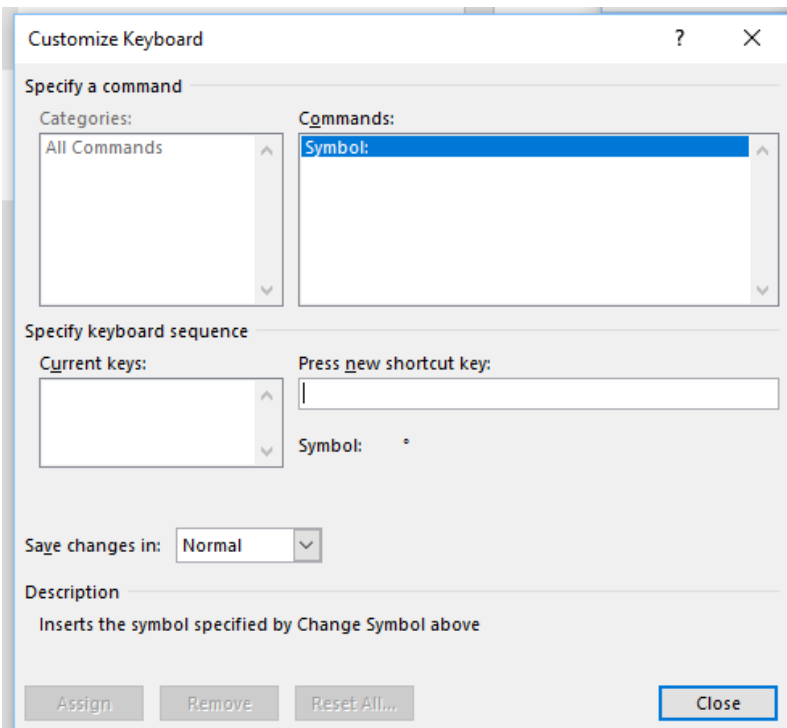 Customize Keyboard ?
Specify a command
Categories: Commands:
All Commands Symbol:
Specify keyboard sequence
Current keys: Press new shortcut key:
Symbol: °
Save changes in: Normal
Description
Inserts the symbol specified by Change Symbol above
Assign Remove Reset All... Close